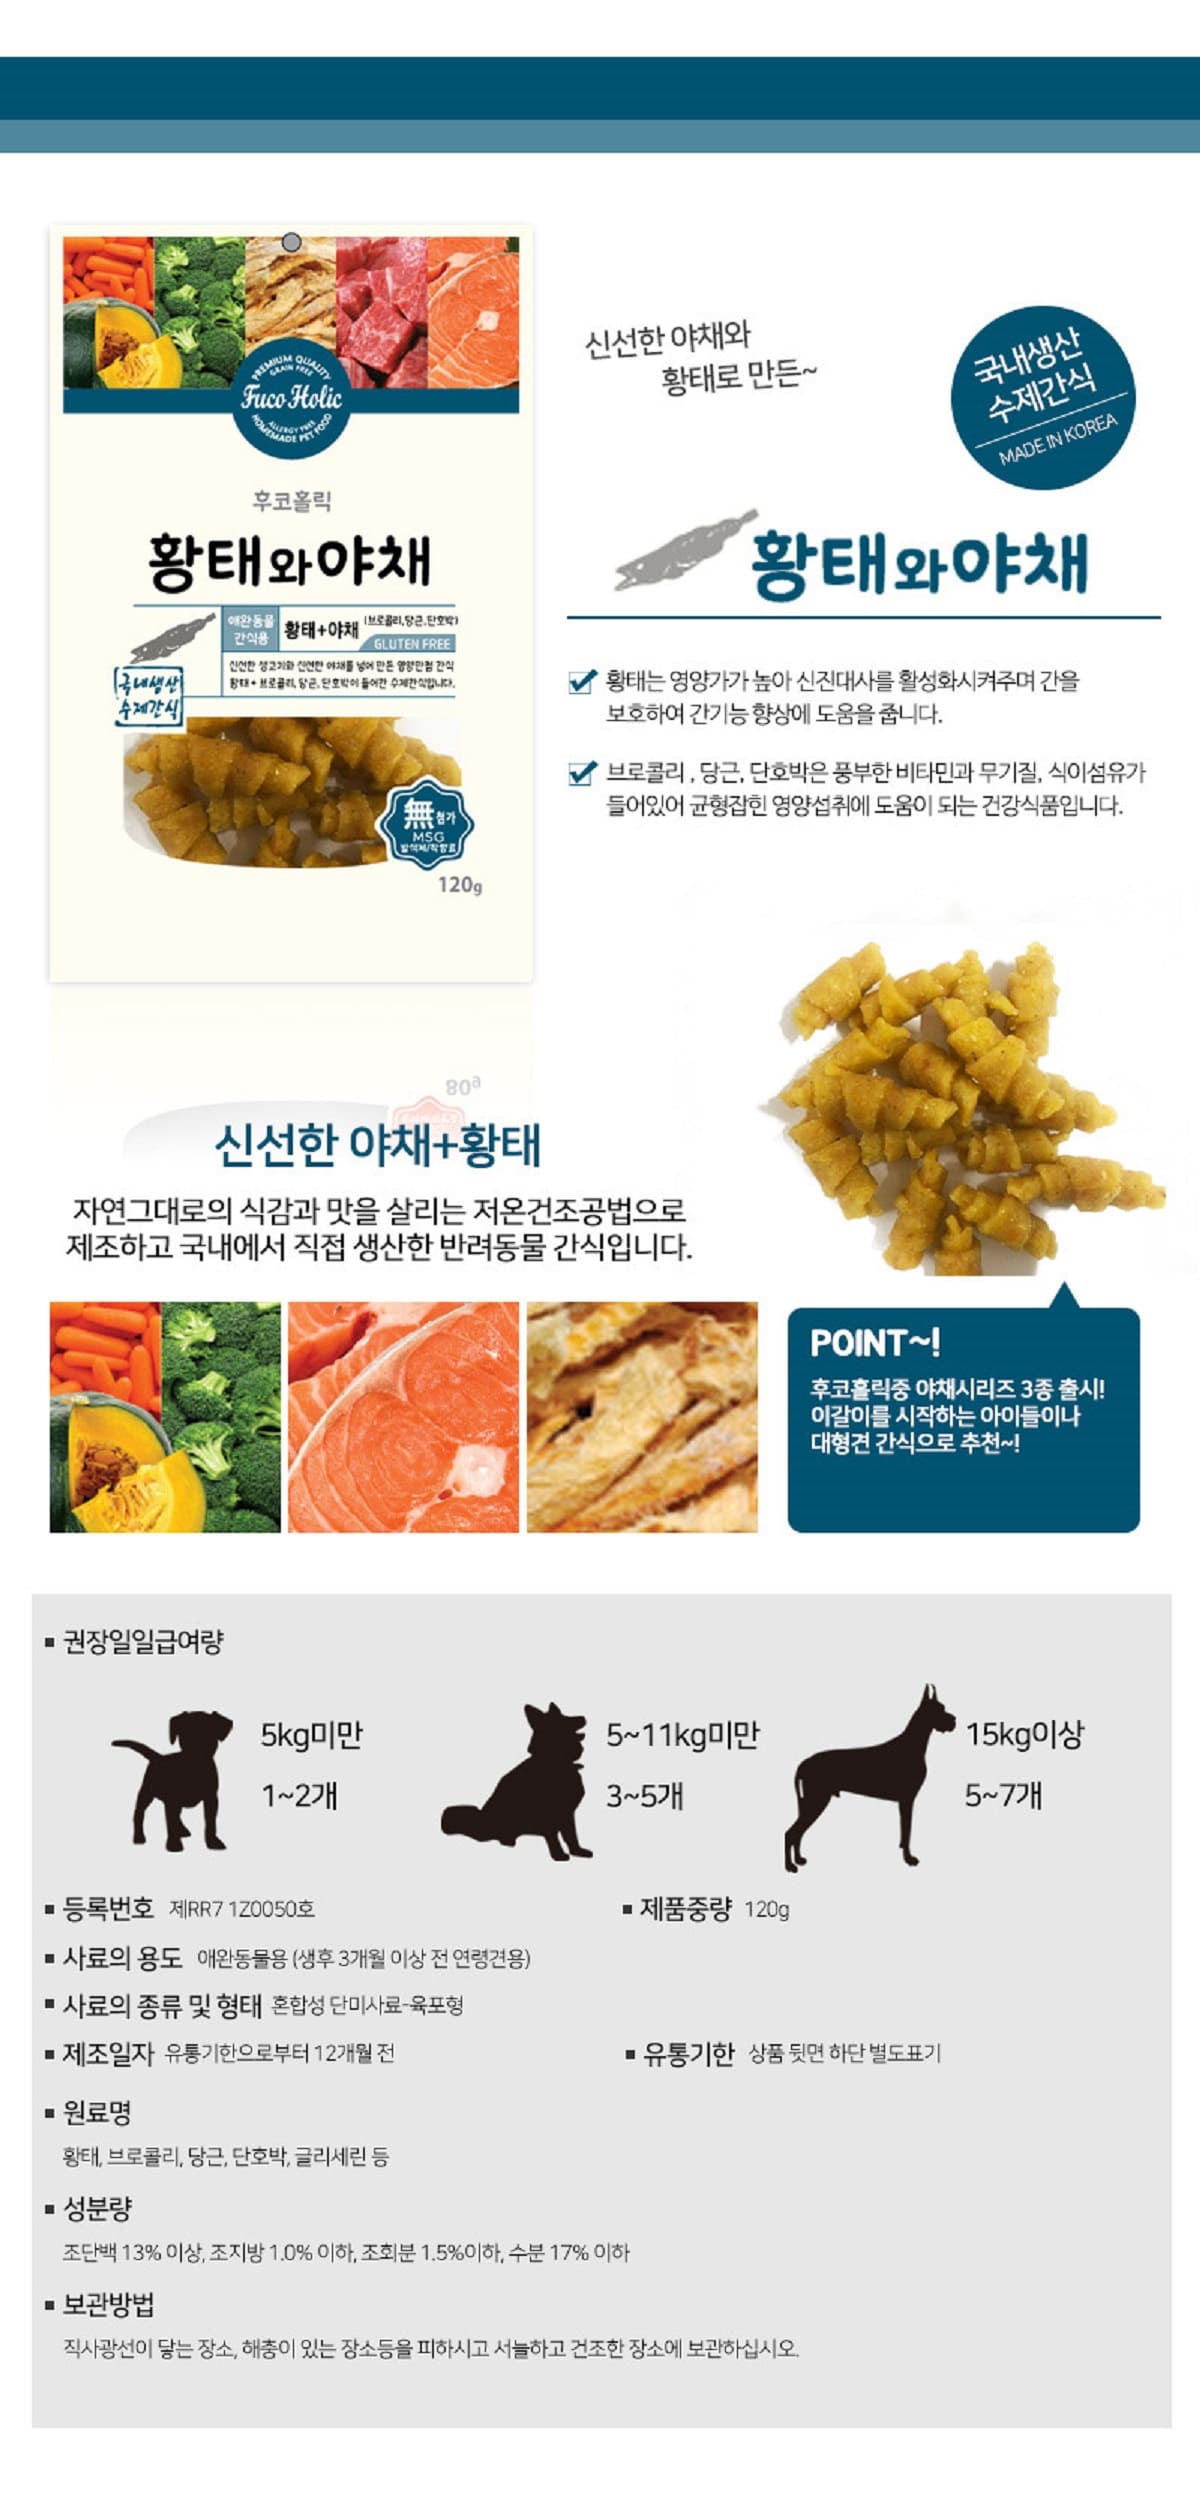 PREMIUM QUALITY
GRAIN FREE
Fuco Holic
ALLERGY FREE
HOMEMADE PET FOOD
후코홀릭
황태와야채
애완동물
간식용
황태+야채
(브로콜리,당근,단호박)
GLUTEN FREE
신선한 생고기와 신선한 야채를 넣어 만든 영양만점 간식
황태+ 브로콜리, 당근, 단호박이 들어간 수제간식입니다.
국내생산
수제간식
無첨가
MSG
발색제/착향료
120g
신선한 야채와
황태로 만든~
국내생산
수제간식
MADE IN KOREA
황태와야채
황태는 영양가가 높아 신진대사를 활성화시켜주며 간을
보호하여 간기능 향상에 도움을 줍니다.
브로콜리 , 당근, 단호박은 풍부한 비타민과 무기질, 식이섬유가
들어있어 균형잡힌 영양섭취에 도움이 되는 건강식품입니다.
80g
신선한 야채+황태
자연그대로의 식감과 맛을 살리는 저온건조공법으로
제조하고 국내에서 직접 생산한 반려동물 간식입니다.
POINT~!
후코홀릭중 야채시리즈 3종 출시!
이갈이를 시작하는 아이들이나
대형견 간식으로 추천~!
권장일일급여량
5kg미만
1~2개
5~11kg미만
3~5개
15kg이상
5~7개
등록번호 제RR7 1Z0050호
제품중량 120g
사료의 용도 애완동물용 (생후 3개월 이상 전 연령견용)
사료의 종류 및 형태 혼합성 단미사료-육포형
제조일자 유통기한으로부터 12개월 전
유통기한 상품 뒷면 하단 별도표기
원료명
황태, 브로콜리, 당근, 단호박, 글리세린 등
성분량
조단백 13% 이상, 조지방 1.0% 이하, 조회분 1.5%이하, 수분 17% 이하
보관방법
직사광선이 닿는 장소, 해충이 있는 장소등을 피하시고 서늘하고 건조한 장소에 보관하십시오.